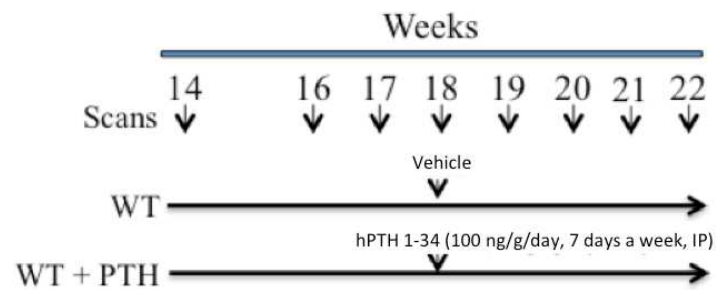 Weeks
14 16 17 18 19 20 21 22
Scans
Vehicle
WT
hPTH 1-34 (100 ng/g/day, 7 days a week, IP)
WT + PTH